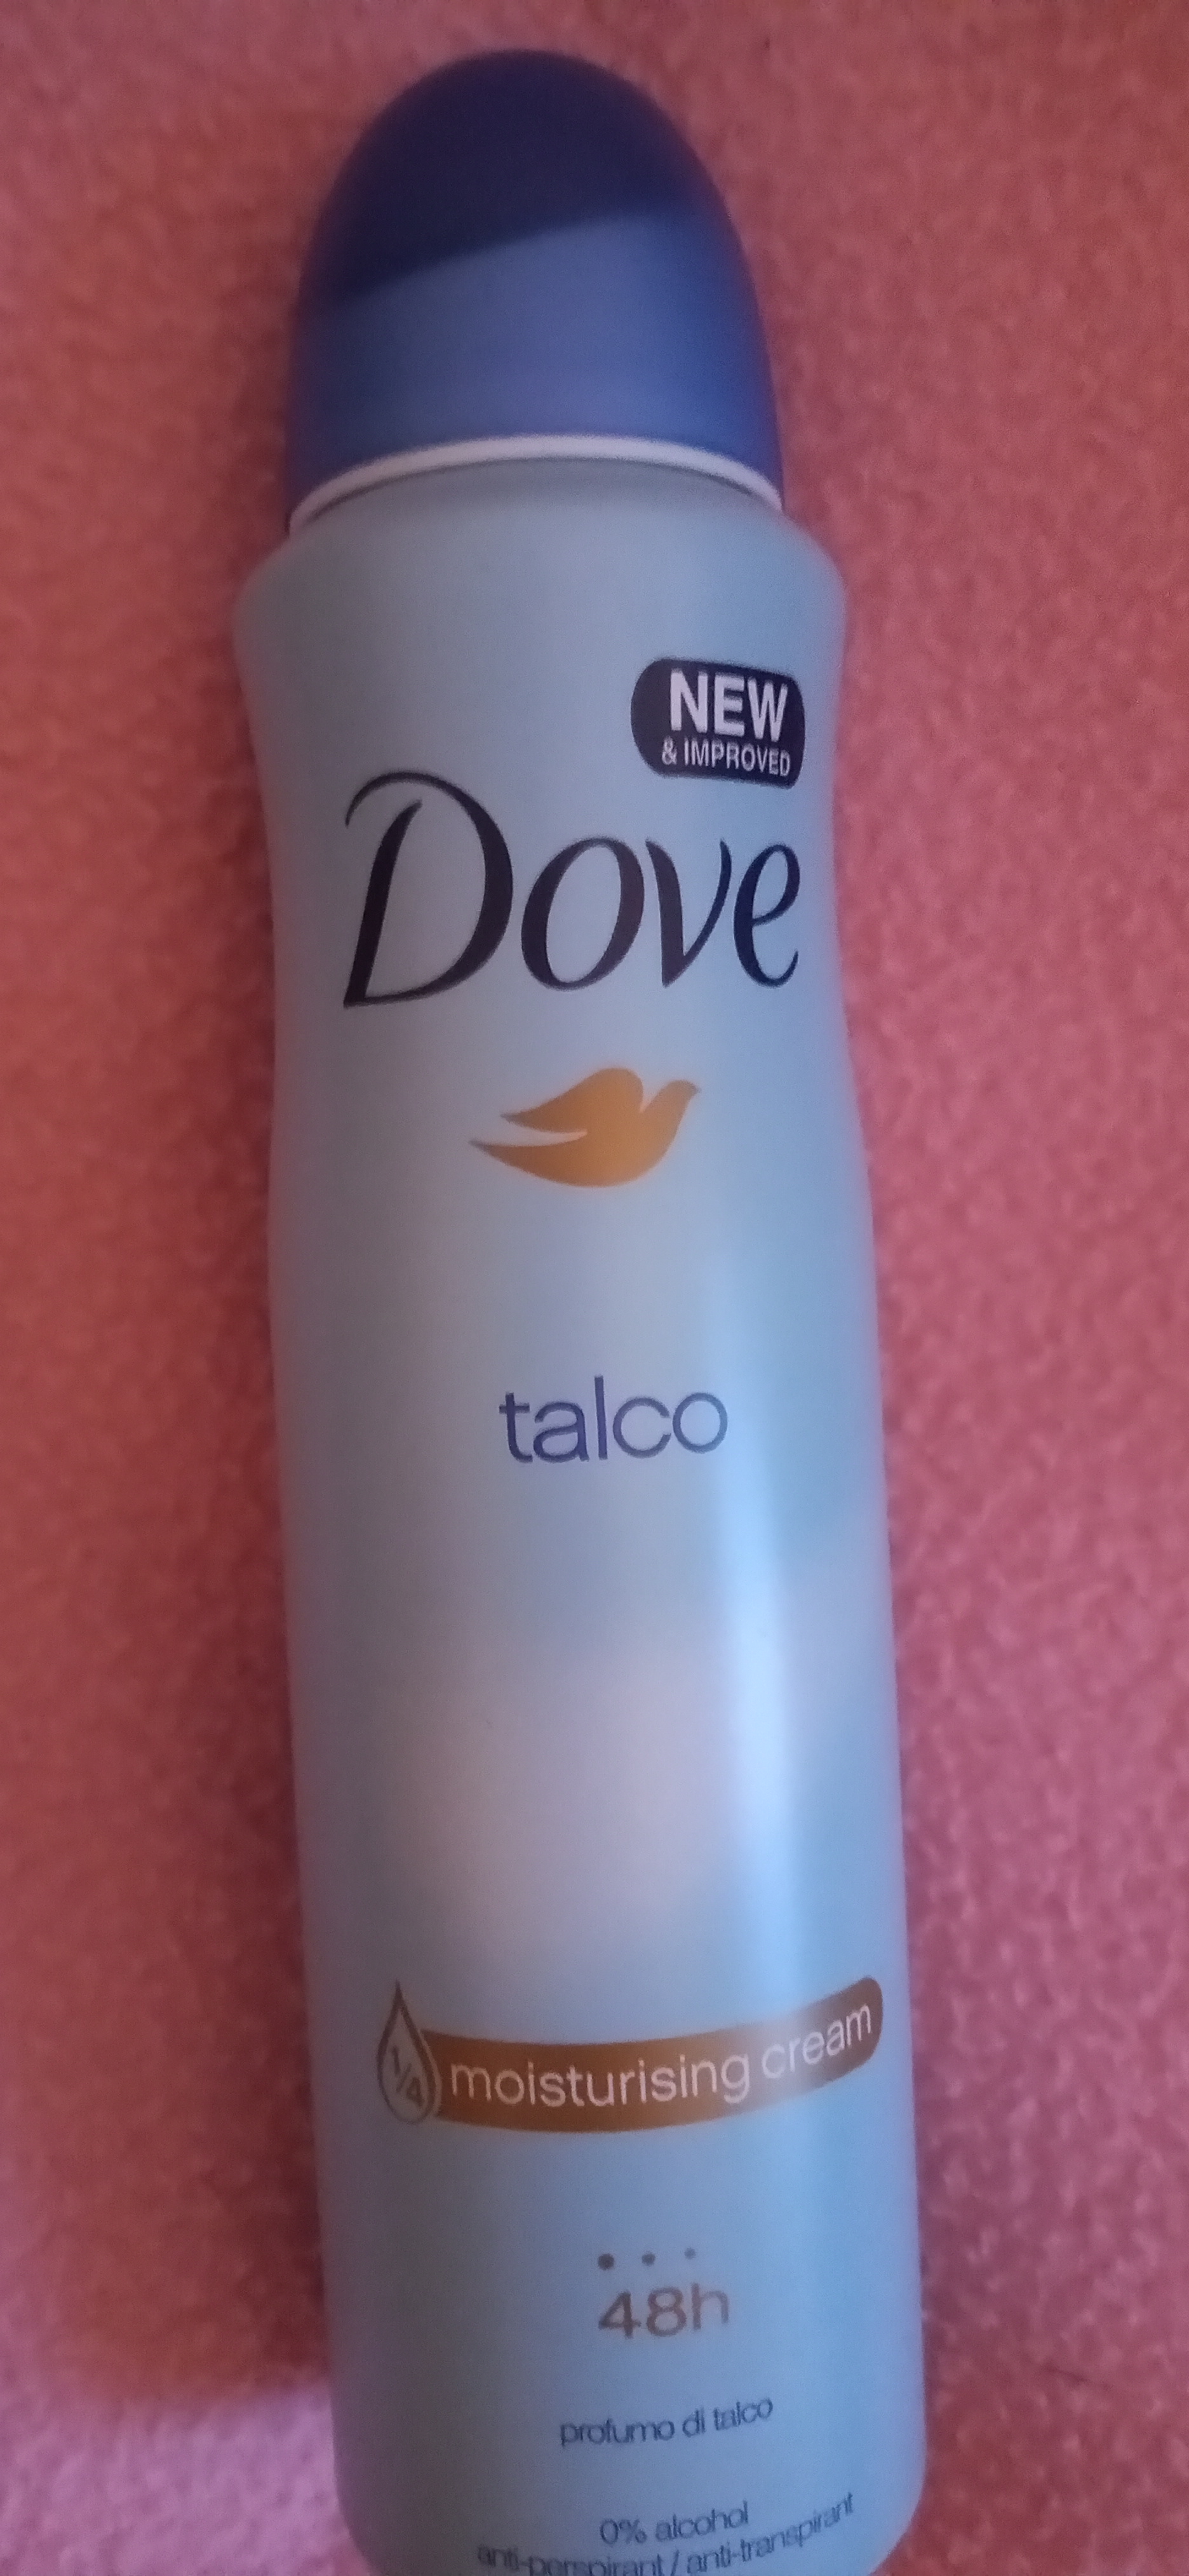 NEW
& IMPROVED
Dove
talco
1/4 moisturising cream
48h
profumo di talco
0% alcohol
anti-perspirant / anti-transpirant